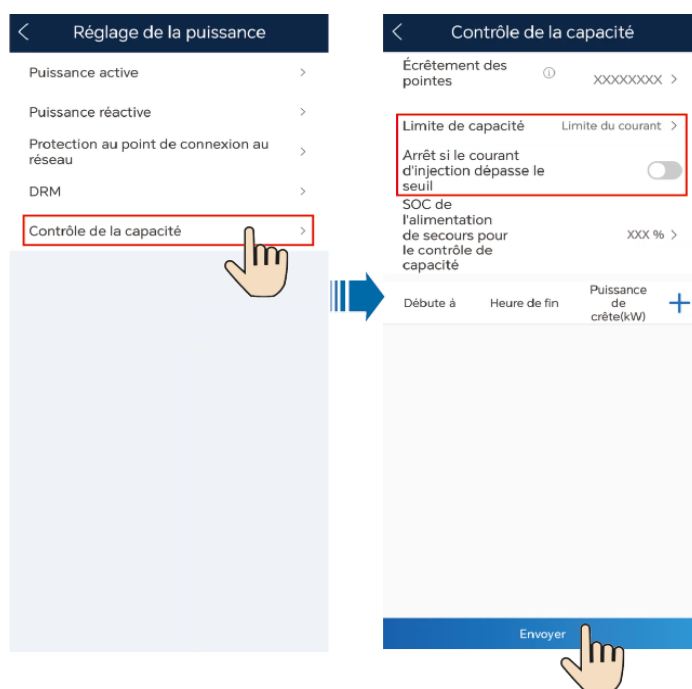 Réglage de la puissance
Puissance active
Puissance réactive
Protection au point de connexion au
réseau
DRM
Contrôle de la capacité
Contrôle de la capacité
Écrêtement des
pointes
XXXXXXXX
Limite de capacité Limite du courant
Arrêt si le courant
d'injection dépasse le
seuil
SOC de
l'alimentation
de secours pour
le contrôle de
capacité
XXX %
Débute à Heure de fin Puissance
de
crête(kW)
Envoyer